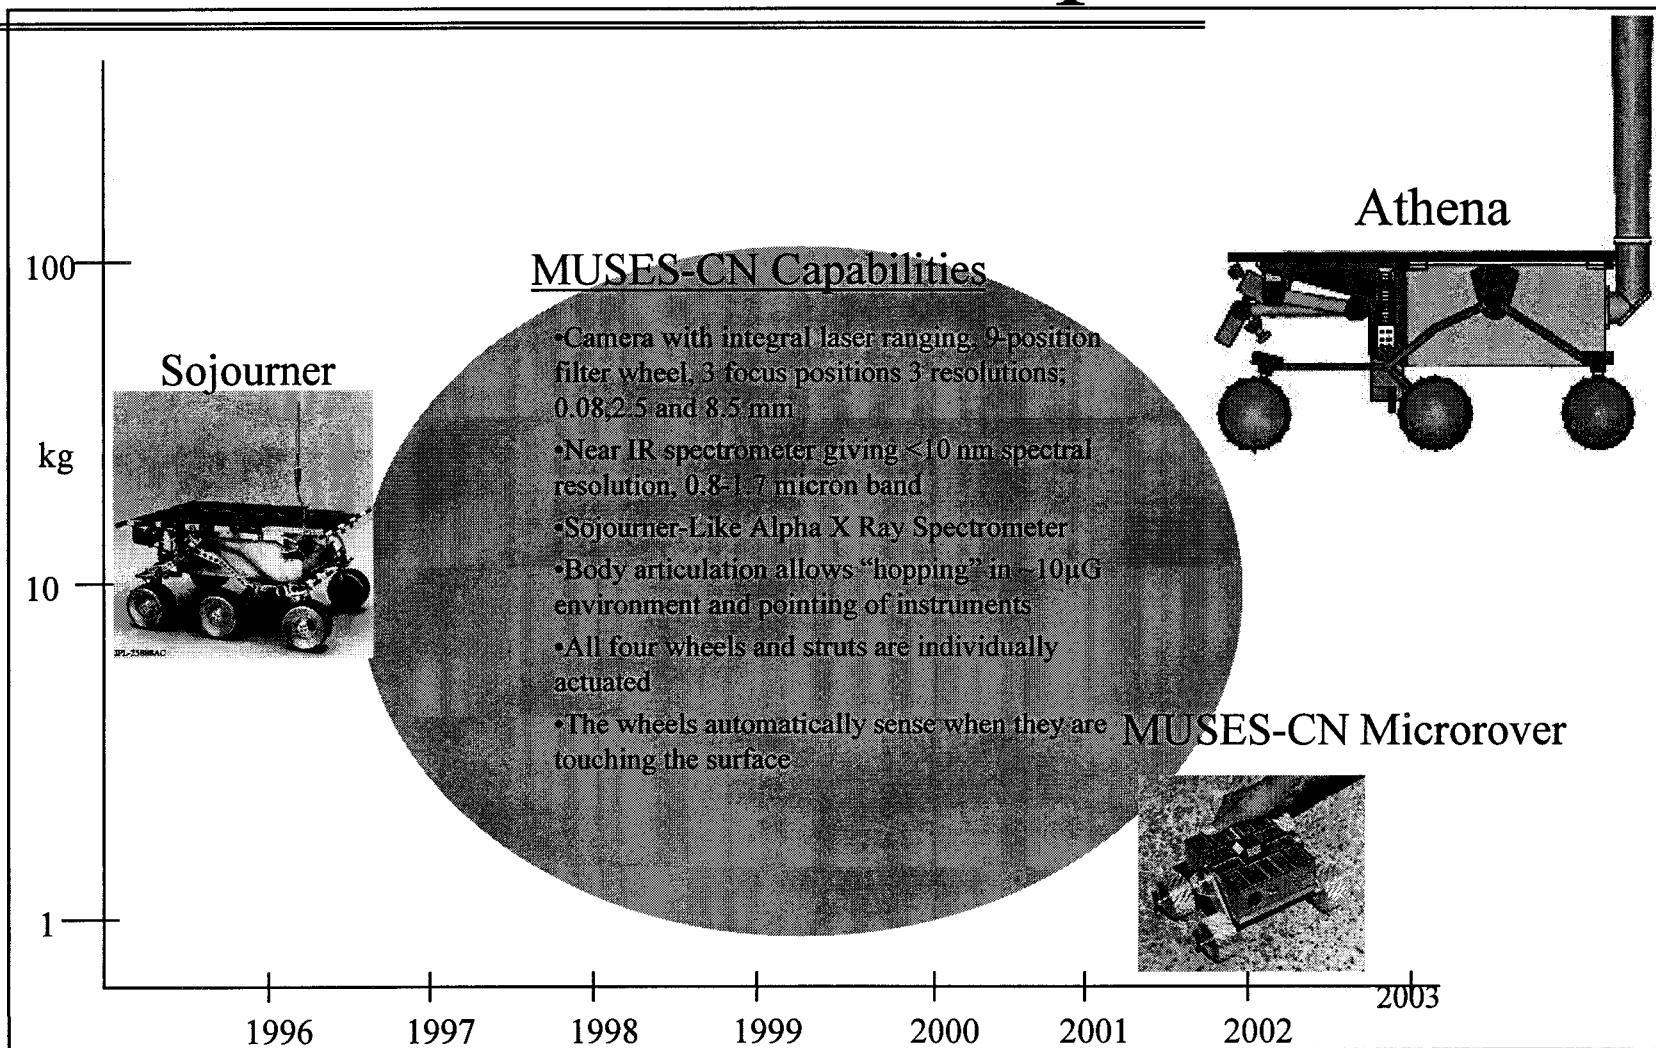 Athena
100
MUSES-CN Capabilities
•Camera with integral laser ranging, 9-position
filter wheel, 3 focus positions 3 resolutions;
0.08,2.5 and 8.5 mm
Sojourner
•Near IR spectrometer giving <10 nm spectral
resolution, 0.8-1.7 micron band
kg
•Sojourner-Like Alpha X Ray Spectrometer
•Body articulation allows “hopping” in ~10µG
environment and pointing of instruments
10
•All four wheels and struts are individually
actuated
•The wheels automatically sense when they are
touching the surface
MUSES-CN Microrover
1
1996 1997 1998 1999 2000 2001 2002 2003